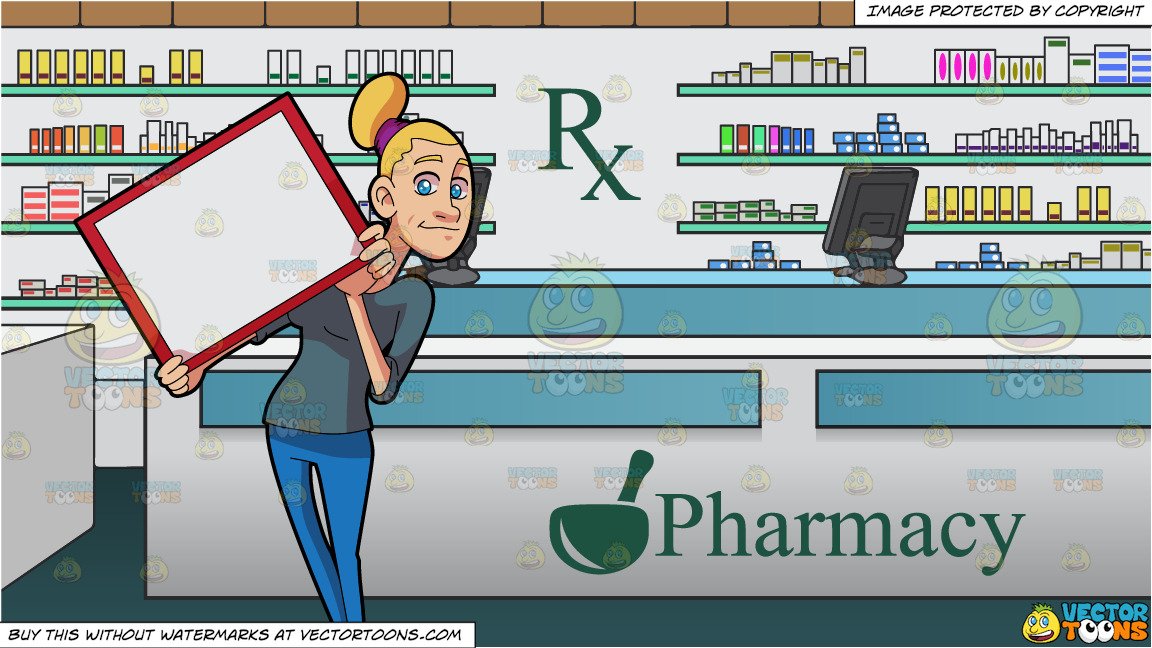 IMAGE PROTECTED BY COPYRIGHT
Rx
Pharmacy
BUY THIS WITHOUT WATERMARKS AT VECTORTOONS.COM
VECTOR
TOONS